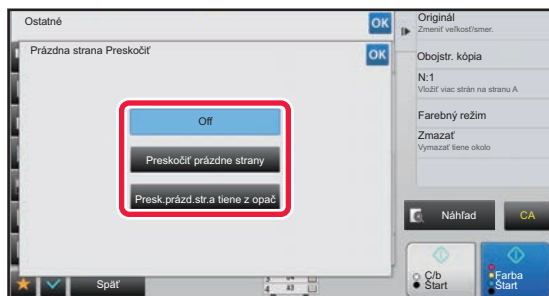 Ostatné
OK
Prázdna strana Preskočiť
OK
Off
Preskočiť prázdne strany
Presk.prázd.str.a tiene z opač
Späť
A3
Originál
Zmeniť veľkosť/smer.
Obojstr. kópia
N:1
Vložiť viac strán na stranu A
Farebný režim
Zmazať
Vymazať tiene okolo
Náhľad
CA
Č/b
Štart
Farba
Štart